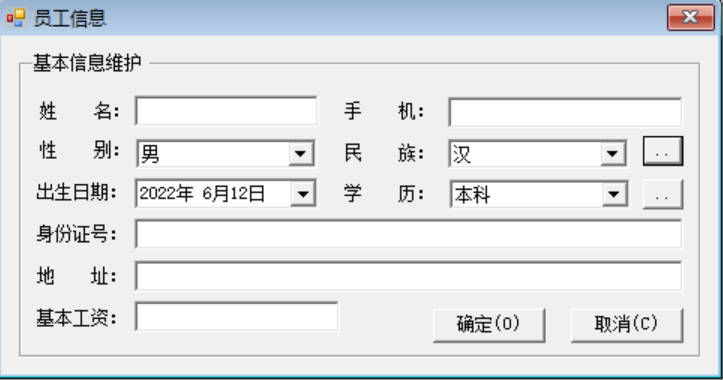 员工信息
基本信息维护
姓 名: 手 机:
性 别: 男 民 族: 汉 ..
出生日期: 2022年 6月12日 学 历: 本科 ..
身份证号:
地 址:
基本工资: 确定(O) 取消(C)